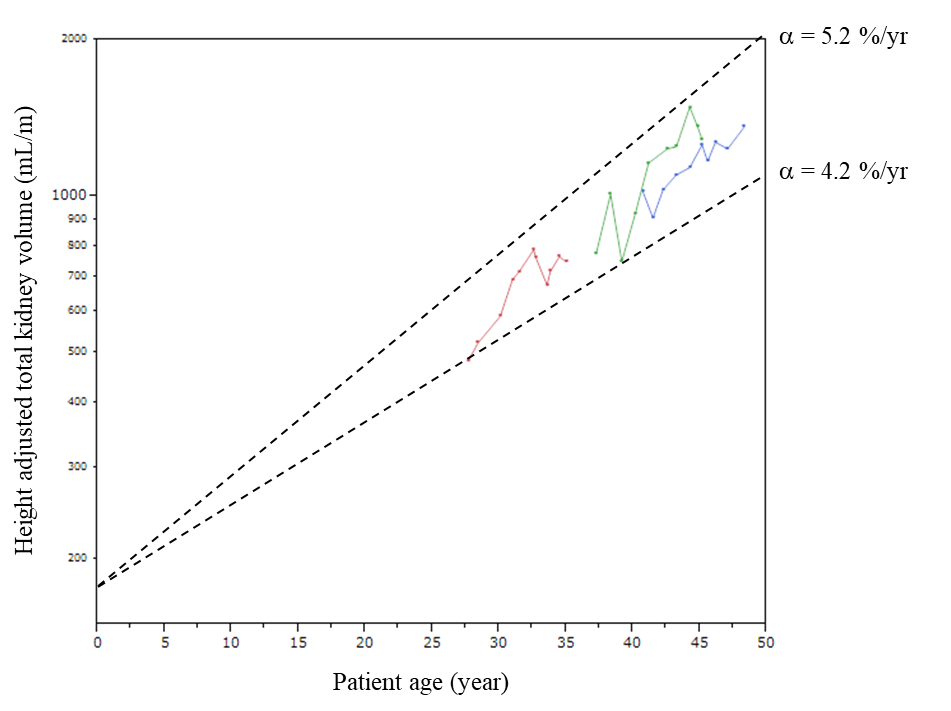 2000
α = 5.2 %/yr
α = 4.2 %/yr
1000
900
800
700
600
500
400
300
200
Height adjusted total kidney volume (mL/m)
0 5 10 15 20 25 30 35 40 45 50
Patient age (year)